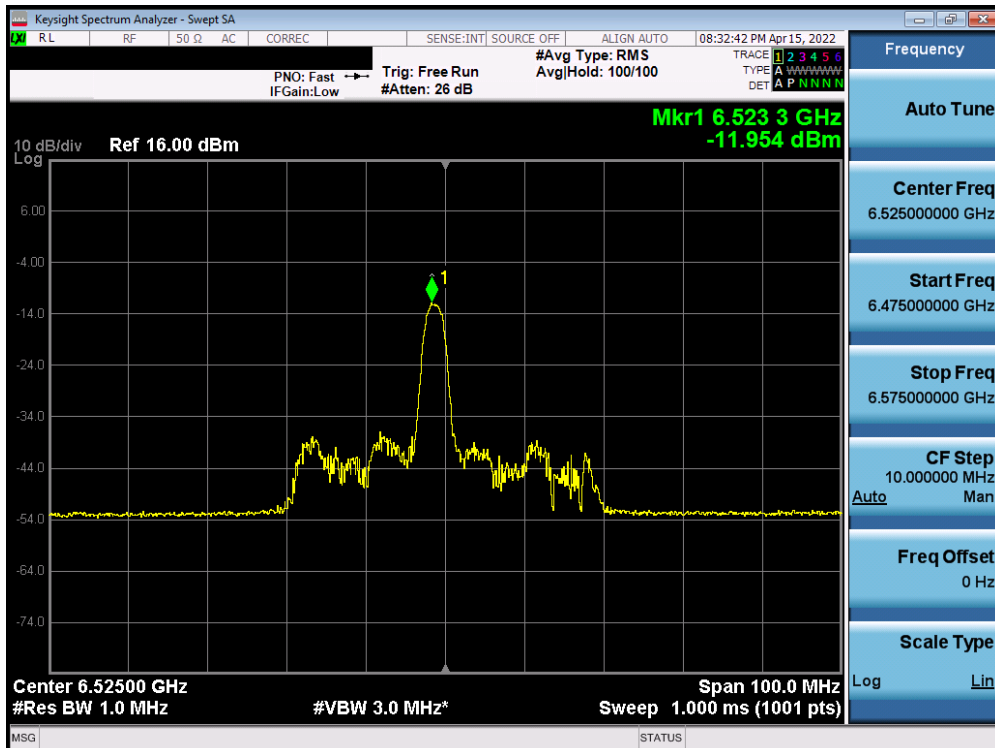 Keysight Spectrum Analyzer - Swept SA
LXI RL RF 50 Ω AC CORREC SENSE:INT SOURCE OFF ALIGN AUTO 08:32:42 PM Apr 15, 2022
PNO: Fast Trig: Free Run #Avg Type: RMS TRACE 1 2 3 4 5 6
IFGain:Low #Atten: 26 dB Avg|Hold: 100/100 TYPE A WWWWW
DET A P N N N N
Mkr1 6.523 3 GHz
-11.954 dBm
10 dB/div Ref 16.00 dBm
Log
6.00
-4.00
1
-14.0
-24.0
-34.0
-44.0
-54.0
-64.0
-74.0
Center 6.52500 GHz Span 100.0 MHz
#Res BW 1.0 MHz #VBW 3.0 MHz* Sweep 1.000 ms (1001 pts)
MSG STATUS
Frequency
Auto Tune
Center Freq
6.525000000 GHz
Start Freq
6.475000000 GHz
Stop Freq
6.575000000 GHz
CF Step
10.000000 MHz
Auto Man
Freq Offset
0 Hz
Scale Type
Log Lin